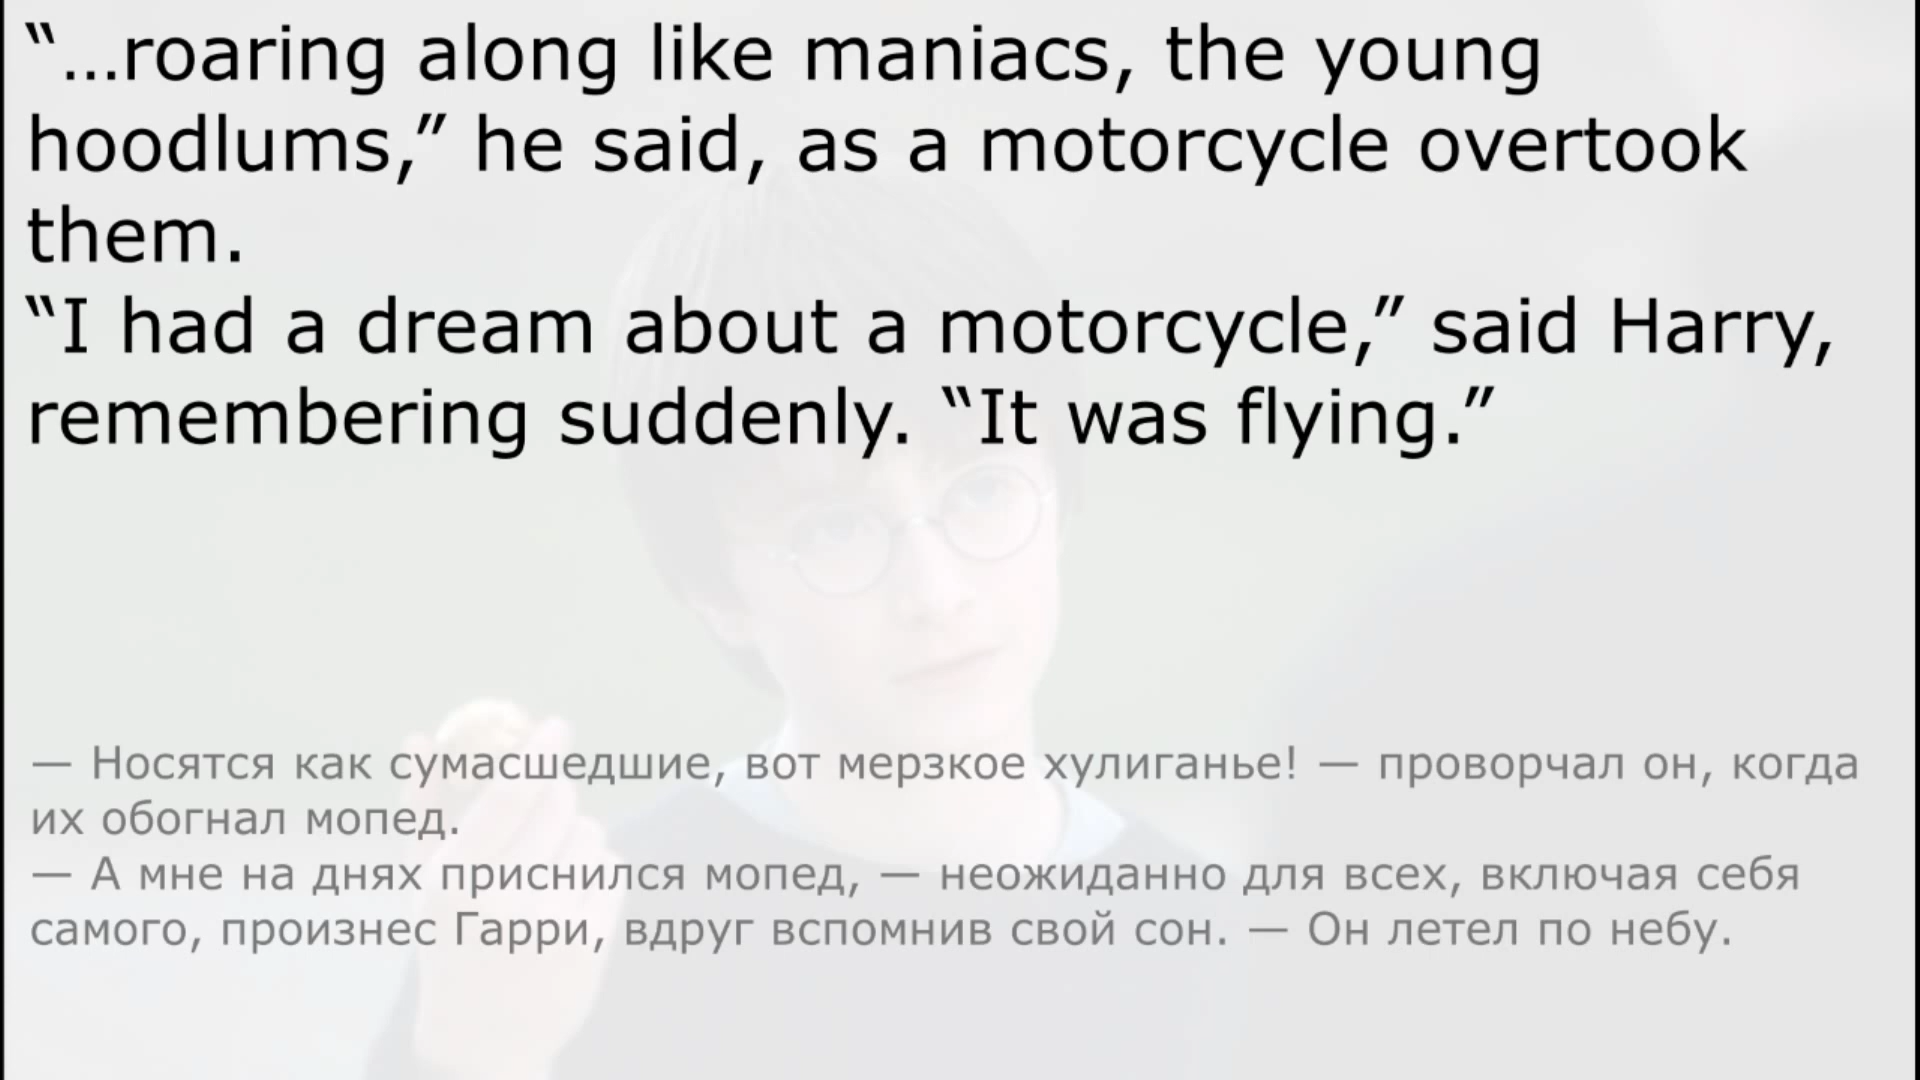 “…roaring along like maniacs, the young
hoodlums,” he said, as a motorcycle overtook
them.
“I had a dream about a motorcycle,” said Harry,
remembering suddenly. “It was flying.”
— Носятся как сумасшедшие, вот мерзкое хулиганье! — проворчал он, когда
их обогнал мопед.
— А мне на днях приснился мопед, — неожиданно для всех, включая себя
самого, произнес Гарри, вдруг вспомнив свой сон. — Он летел по небу.